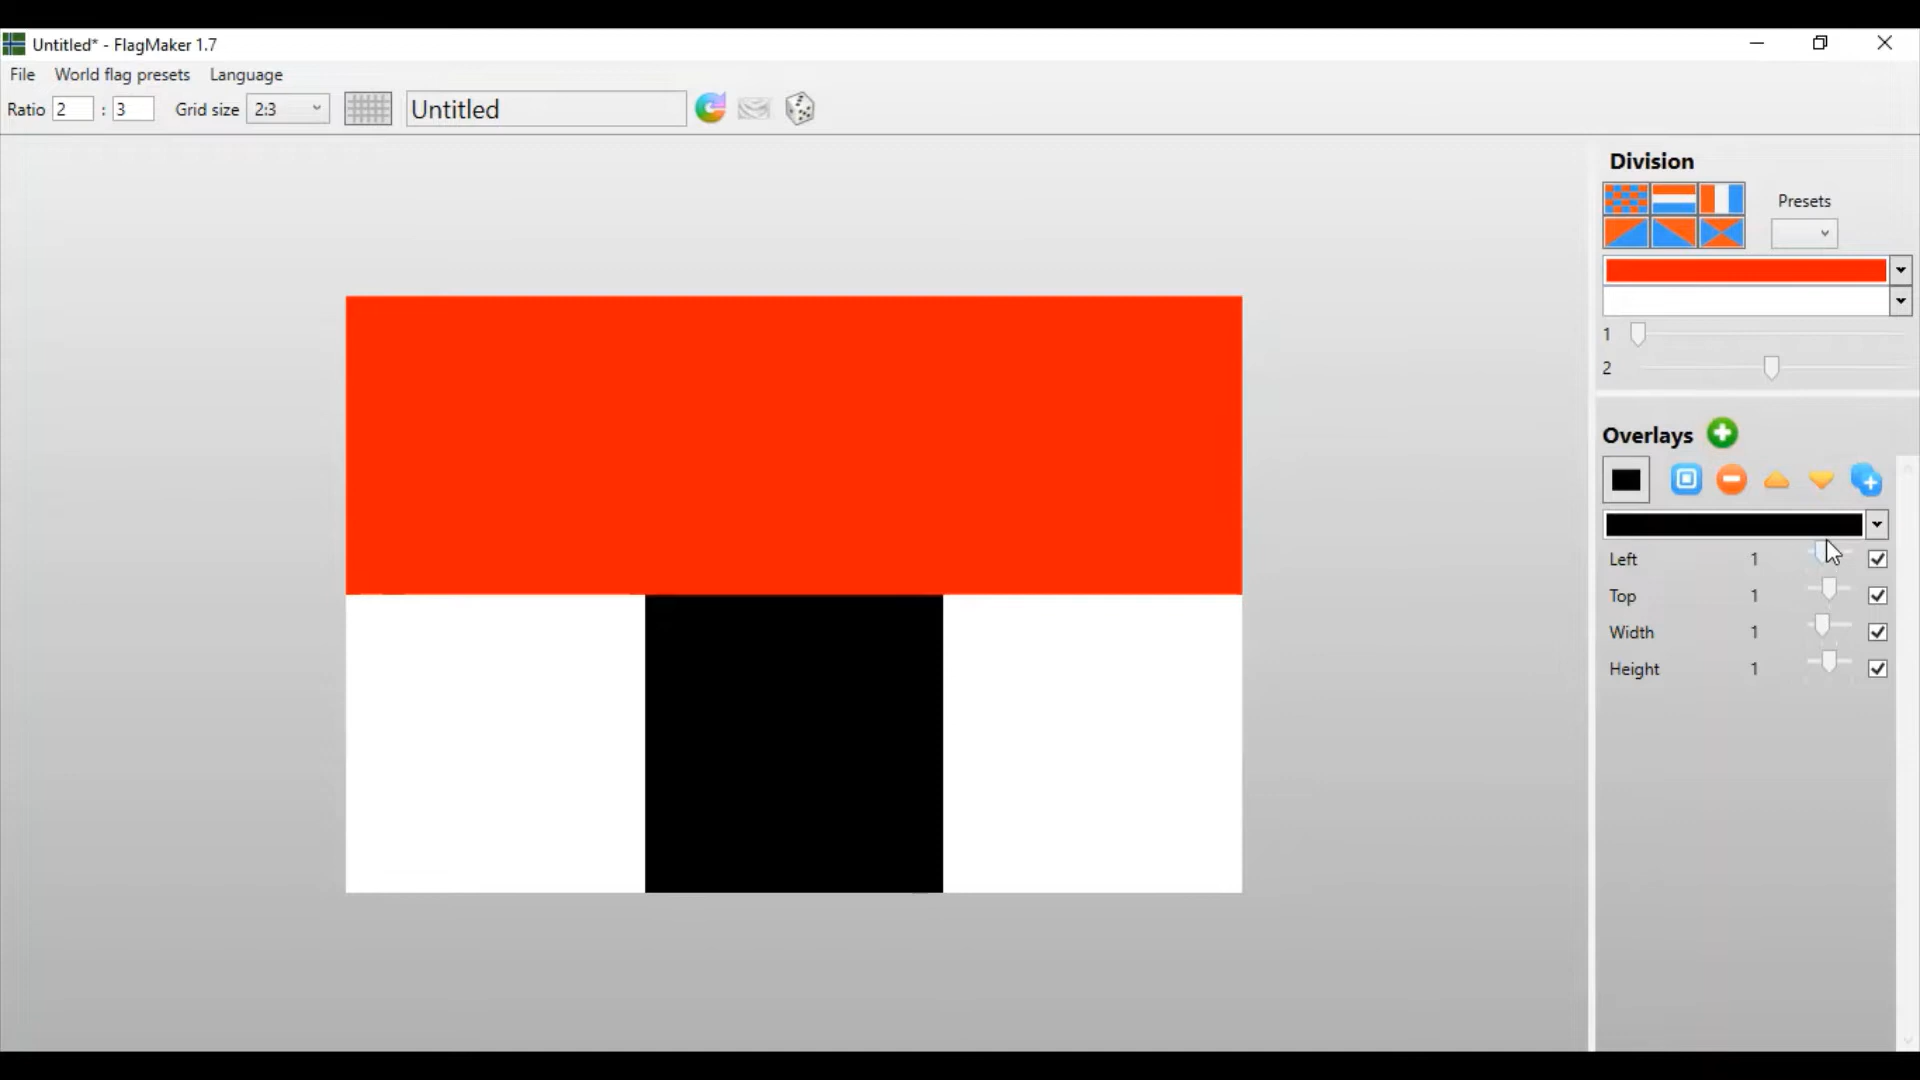 Untitled* - FlagMaker 1.7
File World flag presets Language
Ratio 2 : 3 Grid size 2:3 Untitled
Division
Presets
1
2
Overlays
Left 1
Top 1
Width 1
Height 1